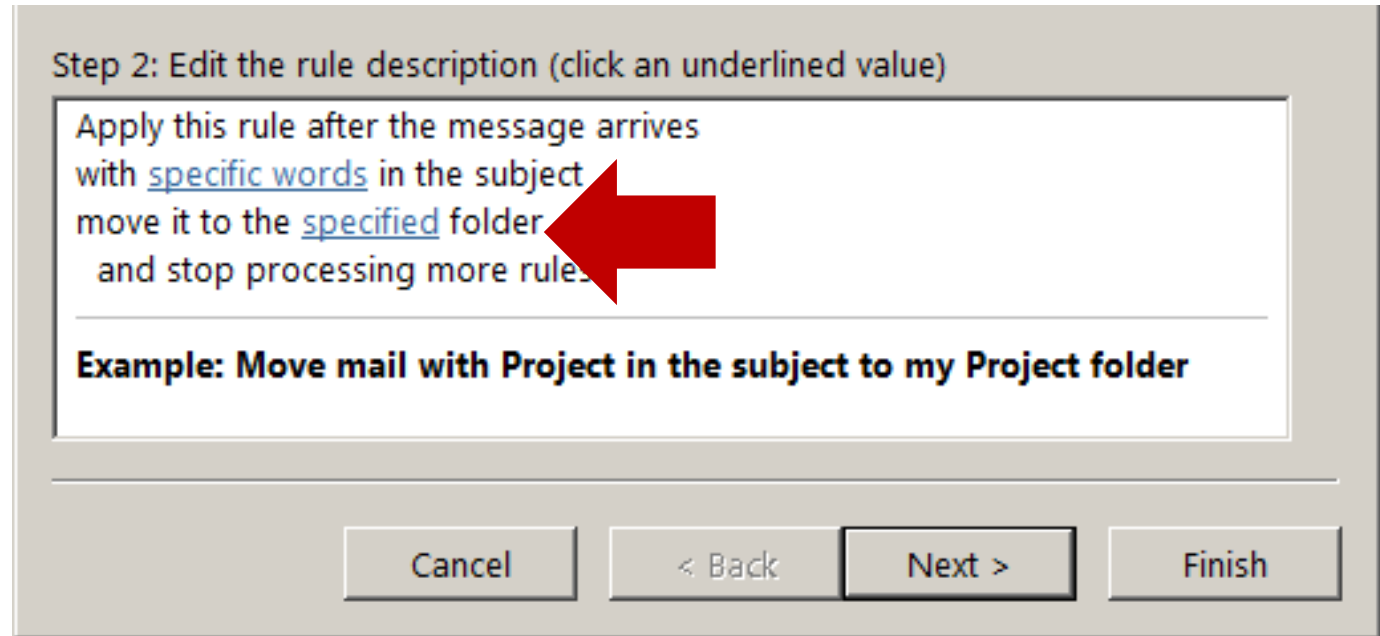 Step 2: Edit the rule description (click an underlined value)
Apply this rule after the message arrives
with specific words in the subject
move it to the specified folder
and stop processing more rules
Example: Move mail with Project in the subject to my Project folder
Cancel
< Back
Next >
Finish